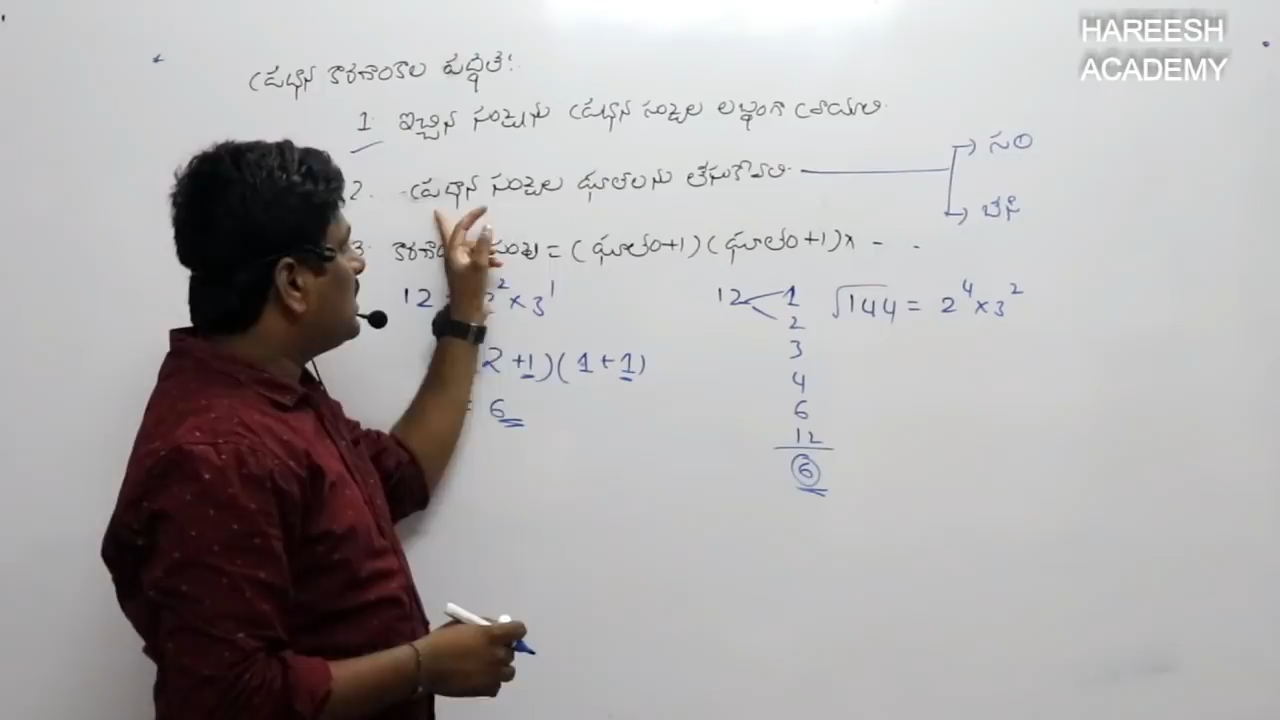 HAREESH
ACADEMY
ప్రధాన కారణాంకాల పద్ధతి:
1. ఇచ్చిన సంఖ్యను ప్రధాన సంఖ్యల లబ్ధంగా వ్రాయాలి
2. ప్రధాన సంఖ్యల ఘాతాలను తీసుకోవాలి → సరి
→ బేసి
3. సంఖ్య = (ఘాతం+1) (ఘాతం+1) × - -
12 2 × 3¹
2 +1) ( 1 + 1)
= 6
12 1
2
3
4
6
12
6
√144 = 2⁴ × 3²